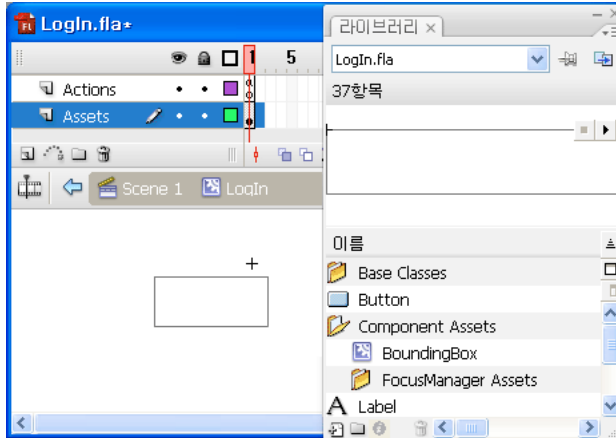 LogIn.fla*
1 5
Actions
Assets
Scene 1 LogIn
라이브러리
LogIn.fla
37항목
이름
Base Classes
Button
Component Assets
BoundingBox
FocusManager Assets
A Label